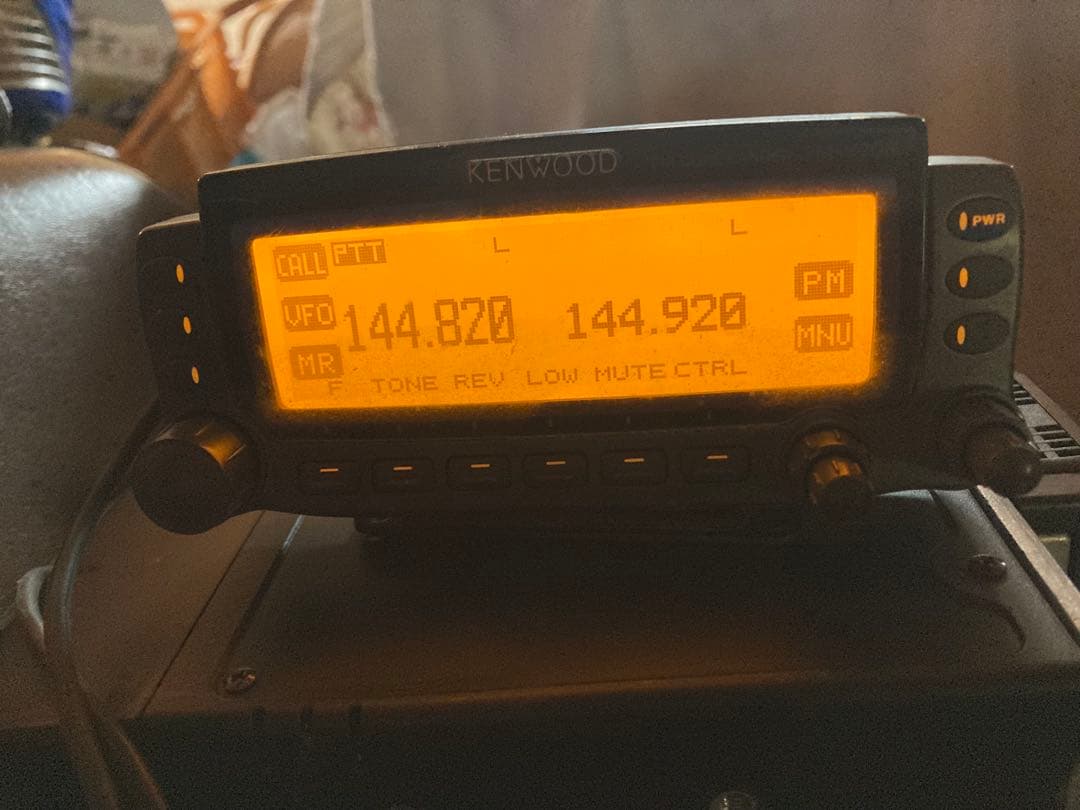 KENWOOD
CALL PTT L L
PWR
VFO 144.820 144.920 PM
MR MNU
F TONE REV LOW MUTE CTRL